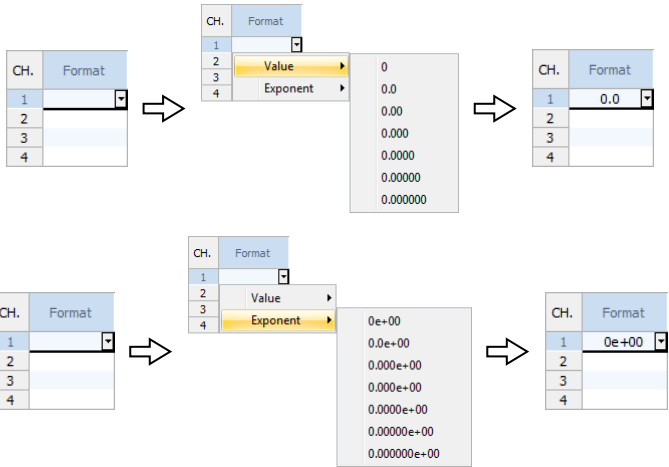 CH. Format
1
2
3
4
CH. Format
1
2
3
4
Value
Exponent
0
0.0
0.00
0.000
0.0000
0.00000
0.000000
CH. Format
1 0.0
2
3
4
CH. Format
1
2
3
4
CH. Format
1
2
3
4
Value
Exponent
0e+00
0.0e+00
0.000e+00
0.000e+00
0.0000e+00
0.00000e+00
0.000000e+00
CH. Format
1 0e+00
2
3
4